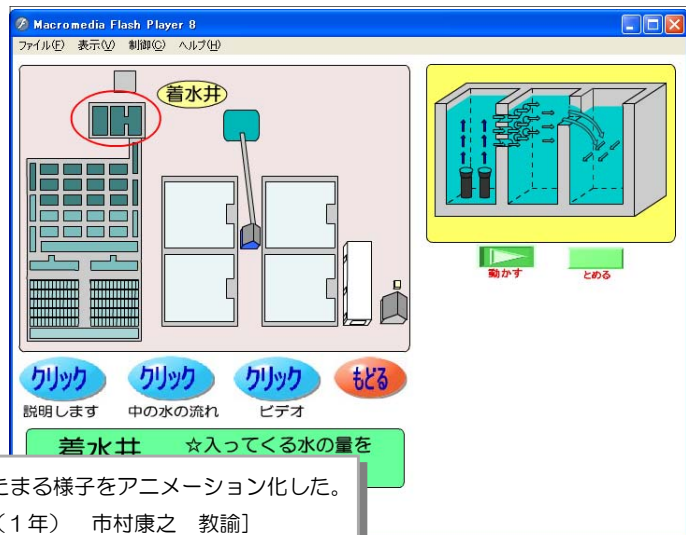 Macromedia Flash Player 8
ファイル(F) 表示(V) 制御(C) ヘルプ(H)
着水井
動かす とめる
クリック クリック クリック もどる
説明します 中の水の流れ ビデオ
着水井 ☆入ってくる水の量を
たまる様子をアニメーション化した。
(1年) 市村康之 教諭]